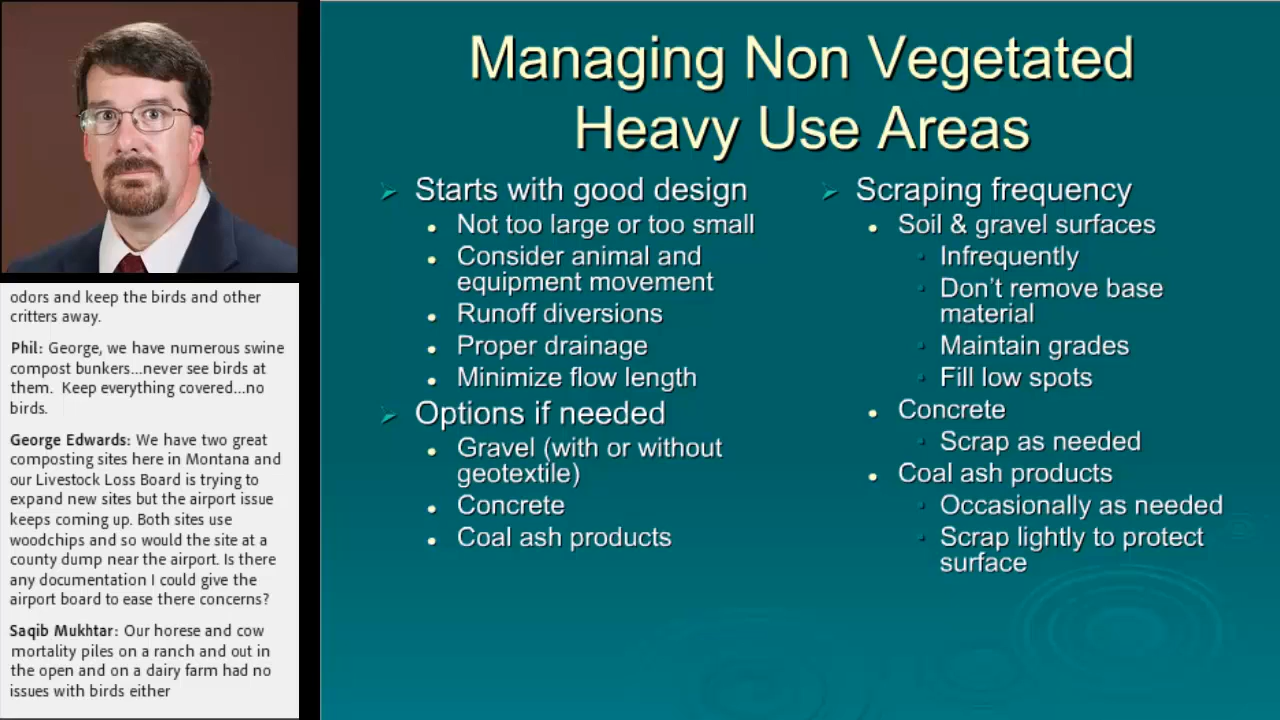 Managing Non Vegetated
Heavy Use Areas
Starts with good design
Not too large or too small
Consider animal and
equipment movement
Runoff diversions
Proper drainage
Minimize flow length
Options if needed
Gravel (with or without
geotextile)
Concrete
Coal ash products
Scraping frequency
Soil & gravel surfaces
Infrequently
Don't remove base
material
Maintain grades
Fill low spots
Concrete
Scrap as needed
Coal ash products
Occasionally as needed
Scrap lightly to protect
surface
odors and keep the birds and other
critters away.
Phil: George, we have numerous swine
compost bunkers...never see birds at
them.  Keep everything covered...no
birds.
George Edwards: We have two great
composting sites here in Montana and
our Livestock Loss Board is trying to
expand new sites but the airport issue
keeps coming up. Both sites use
woodchips and so would the site at a
county dump near the airport. Is there
any documentation I could give the
airport board to ease there concerns?
Saqib Mukhtar: Our horese and cow
mortality piles on a ranch and out in
the open and on a dairy farm had no
issues with birds either